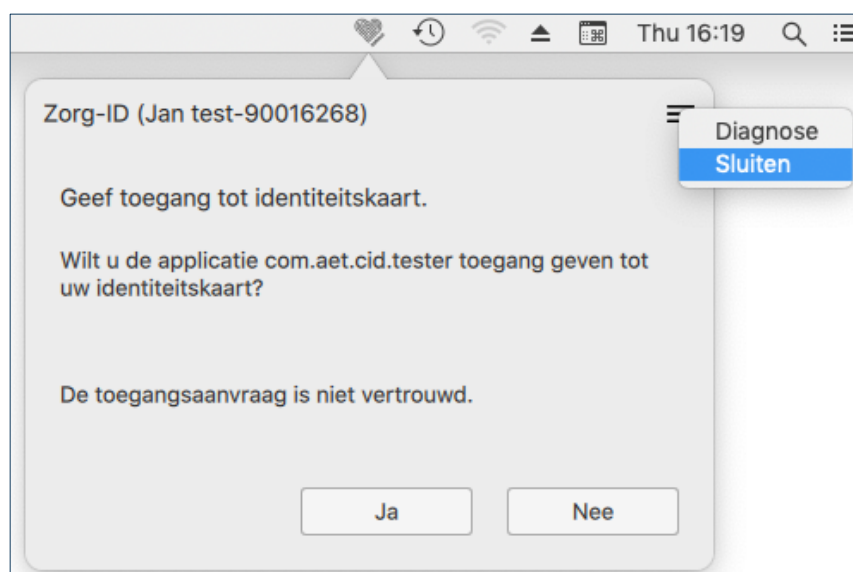 Thu 16:19
Zorg-ID (Jan test-90016268)
Diagnose
Sluiten
Geef toegang tot identiteitskaart.
Wilt u de applicatie com.aet.cid.tester toegang geven tot
uw identiteitskaart?
De toegangsaanvraag is niet vertrouwd.
Ja
Nee